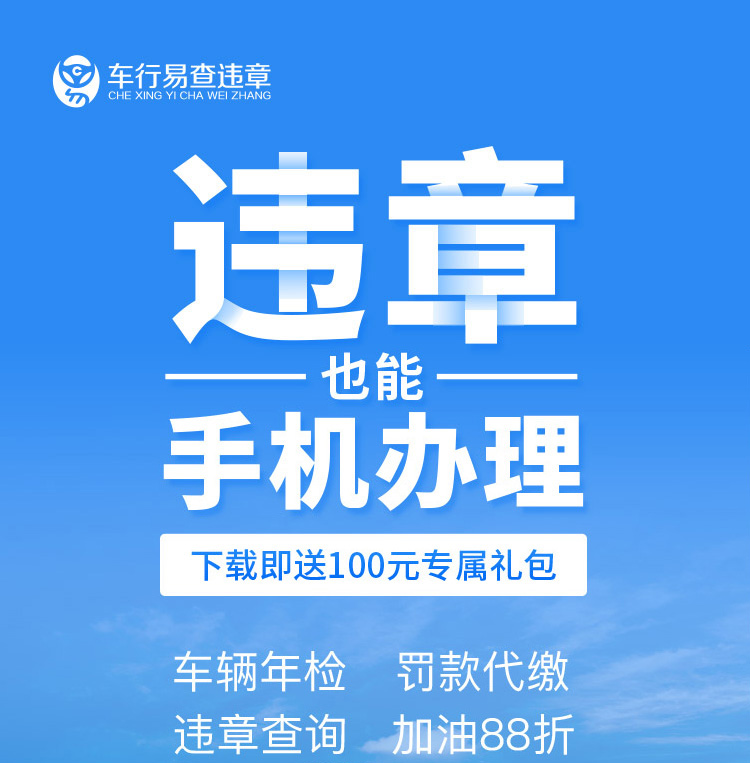 车行易查违章
CHE XING YI CHA WEI ZHANG
违章
也能
手机办理
下载即送100元专属礼包
车辆年检 罚款代缴
违章查询 加油88折